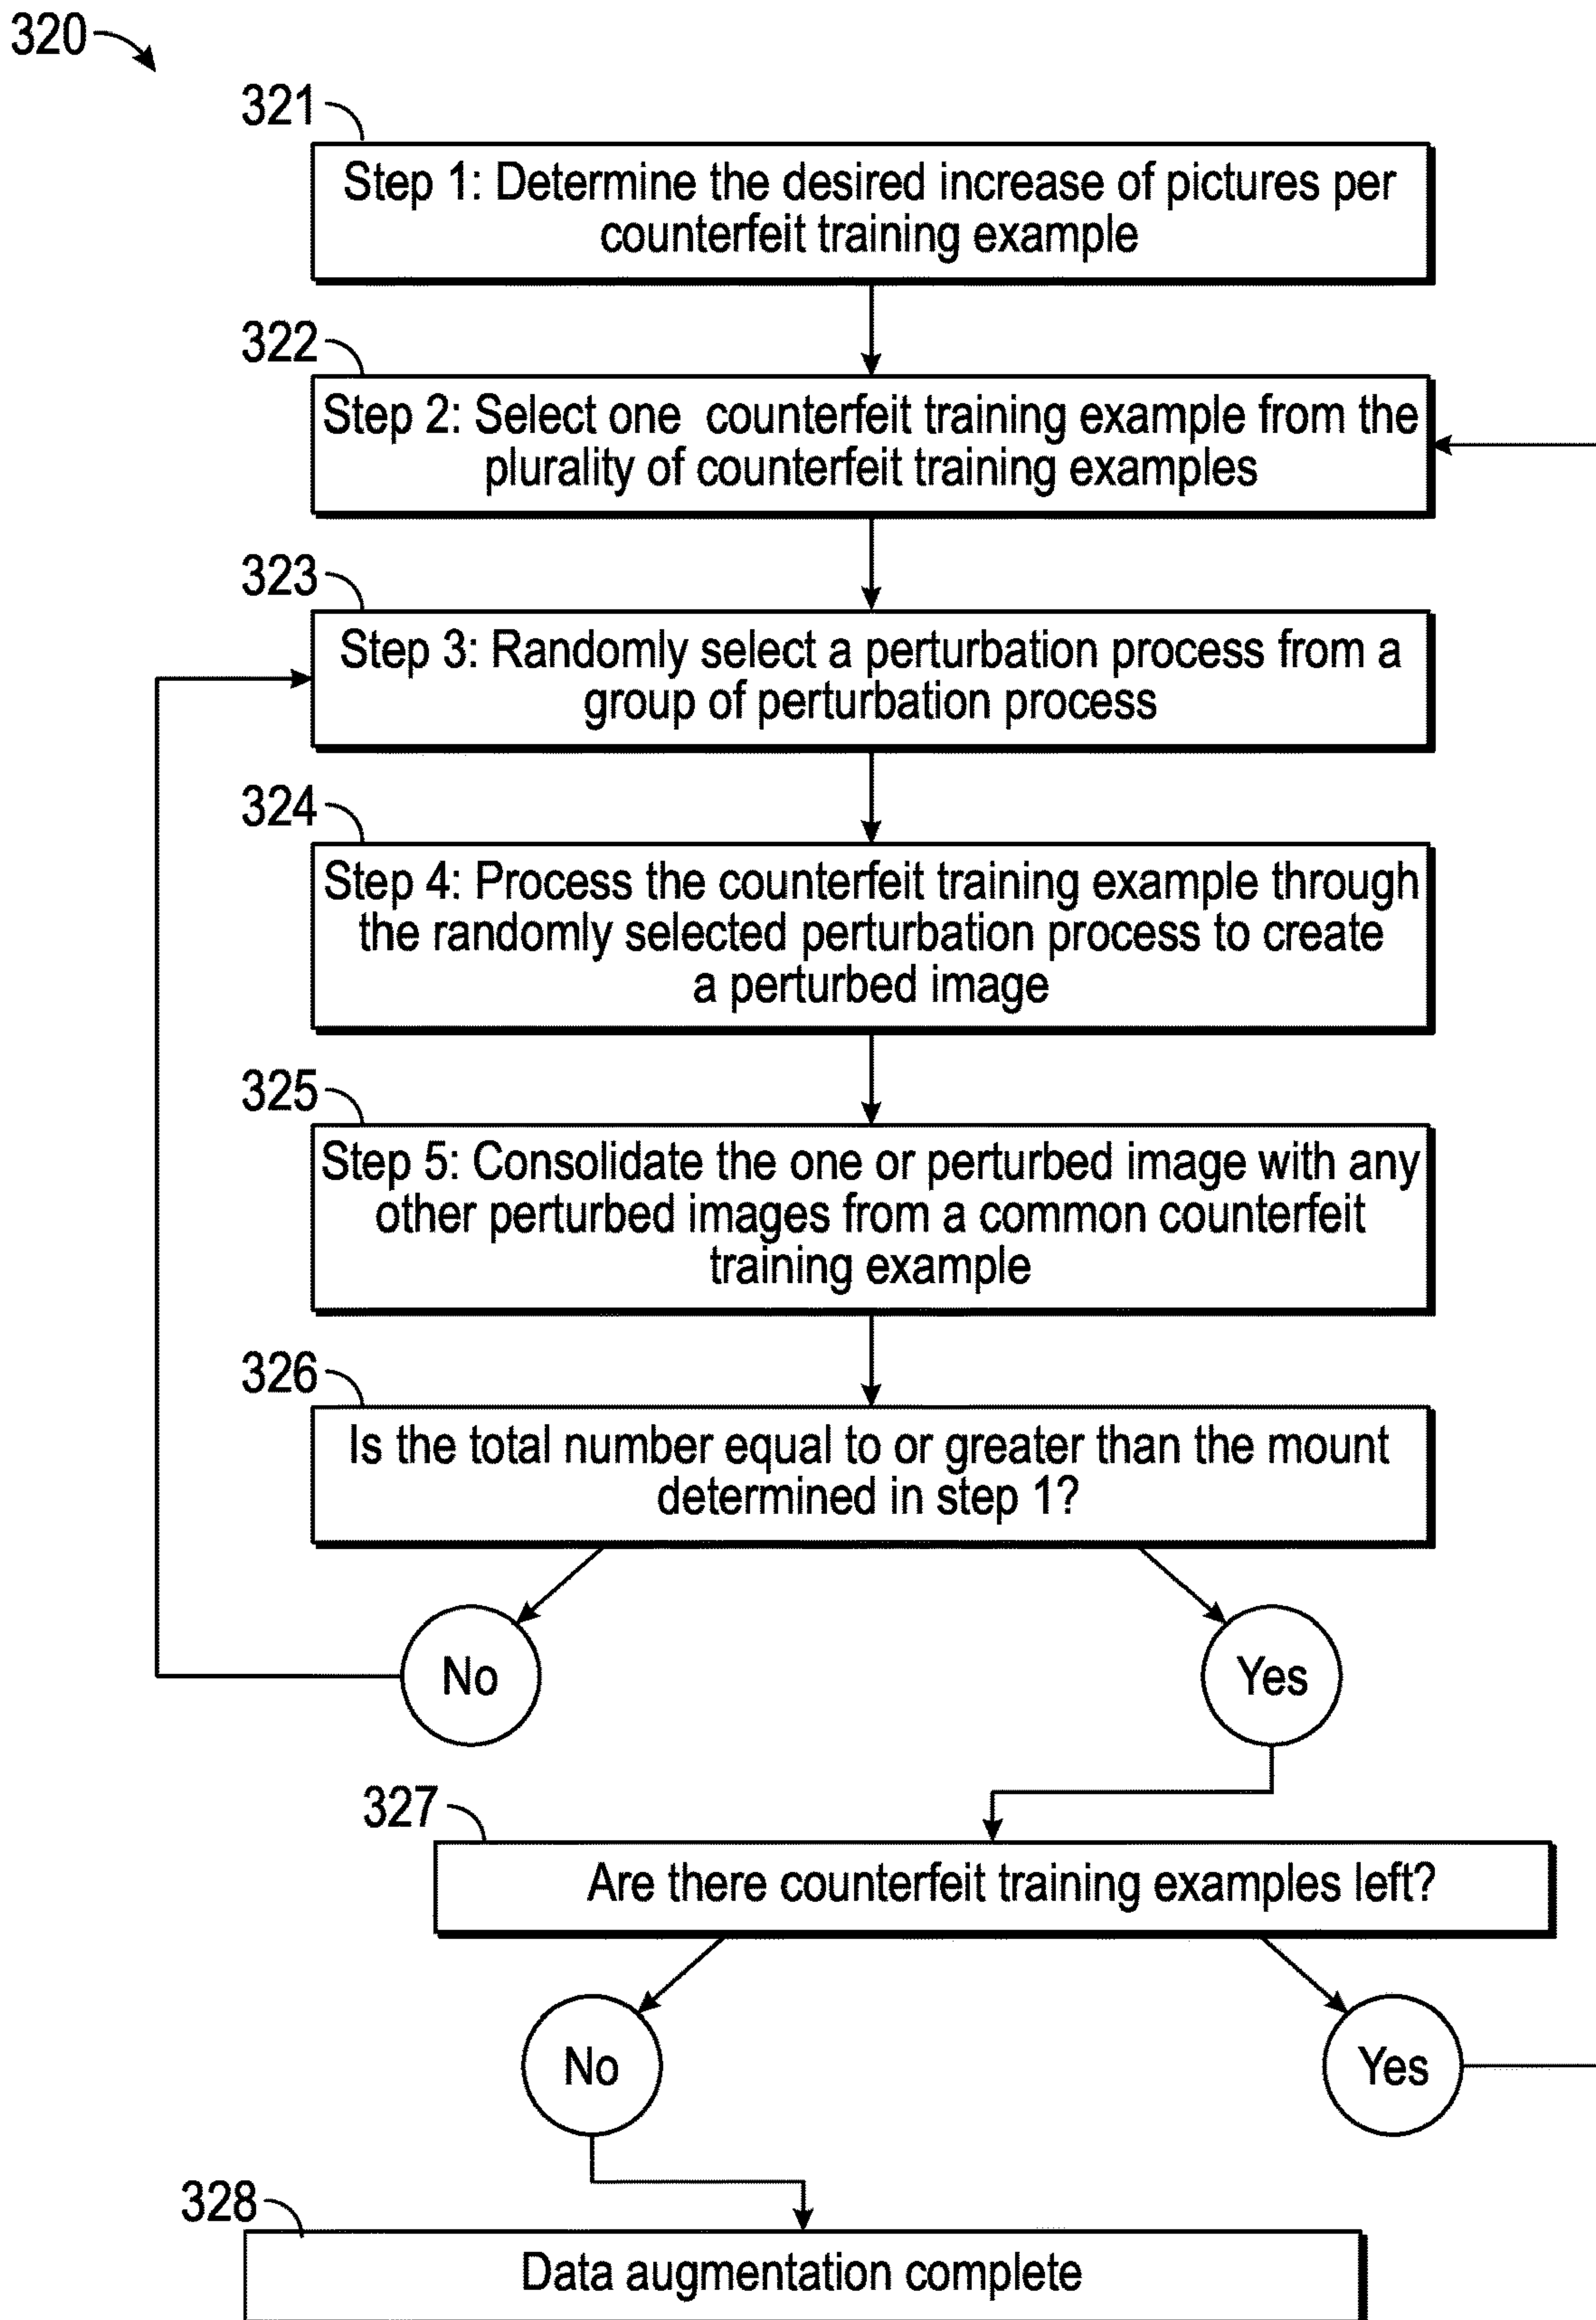 320
321
Step 1: Determine the desired increase of pictures per
counterfeit training example
322
Step 2: Select one counterfeit training example from the
plurality of counterfeit training examples
323
Step 3: Randomly select a perturbation process from a
group of perturbation process
324
Step 4: Process the counterfeit training example through
the randomly selected perturbation process to create
a perturbed image
325
Step 5: Consolidate the one or perturbed image with any
other perturbed images from a common counterfeit
training example
326
Is the total number equal to or greater than the mount
determined in step 1?
No
Yes
327
Are there counterfeit training examples left?
No
Yes
328
Data augmentation complete